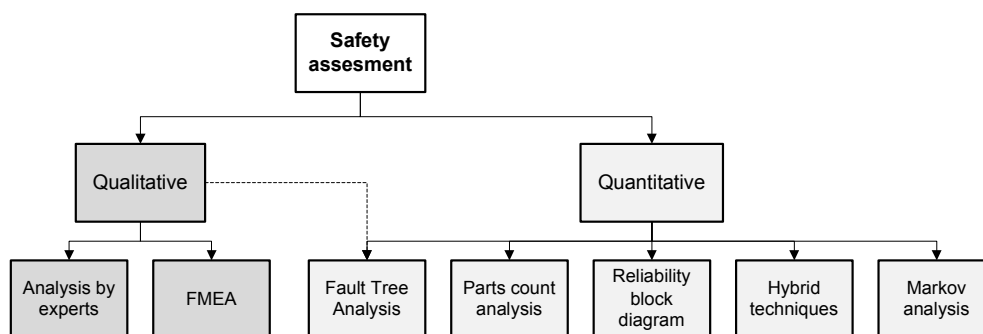 Safety
assesment
Qualitative
Quantitative
Analysis by
experts
FMEA
Fault Tree
Analysis
Parts count
analysis
Reliability
block
diagram
Hybrid
techniques
Markov
analysis